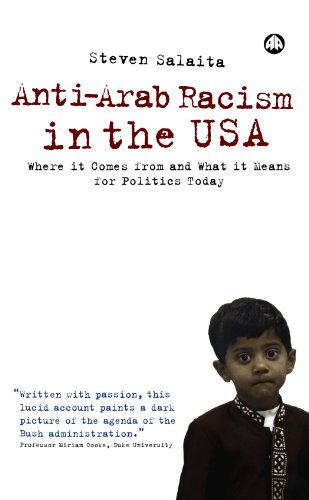 Steven Salaita
Anti-Arab Racism
in the USA
Where it Comes from and What it Means
for Politics Today
"Written with passion, this
lucid account paints a dark
picture of the agenda of the
Bush administration."
Professor Miriam Cooke, Duke University